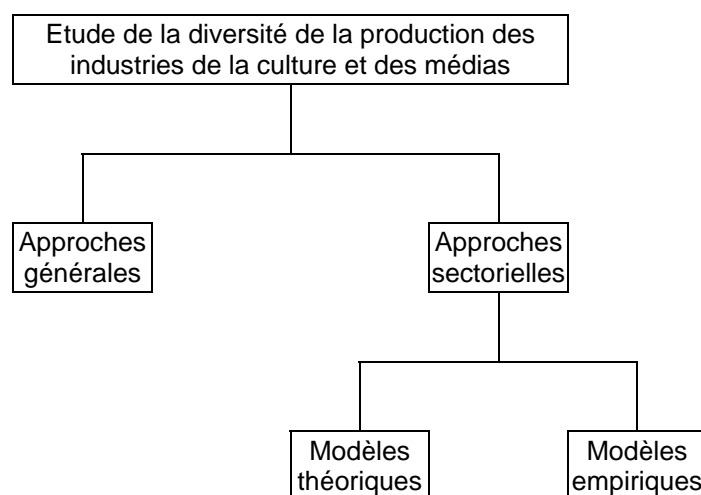 Etude de la diversité de la production des
industries de la culture et des médias
Approches
générales
Approches
sectorielles
Modèles
théoriques
Modèles
empiriques